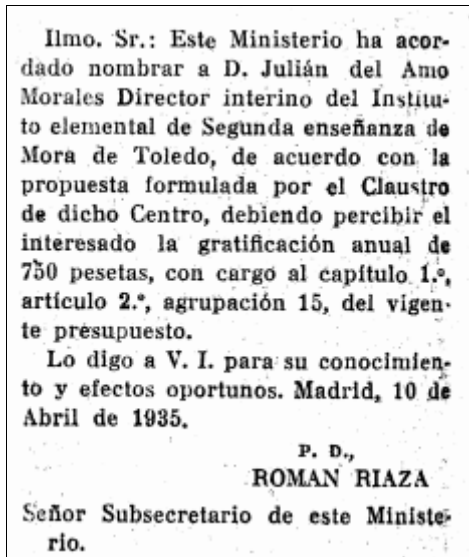 Ilmo. Sr.: Este Ministerio ha acor-
dado nombrar a D. Julián del Amo
Morales Director interino del Institu-
to elemental de Segunda enseñanza de
Mora de Toledo, de acuerdo con la
propuesta formulada por el Claustro
de dicho Centro, debiendo percibir el
interesado la gratificación anual de
750 pesetas, con cargo al capítulo 1.º,
artículo 2.º, agrupación 15, del vigen-
te presupuesto.
Lo digo a V. I. para su conocimien-
to y efectos oportunos. Madrid, 10 de
Abril de 1935.
P. D.,
ROMAN RIAZA
Señor Subsecretario de este Ministe-
rio.